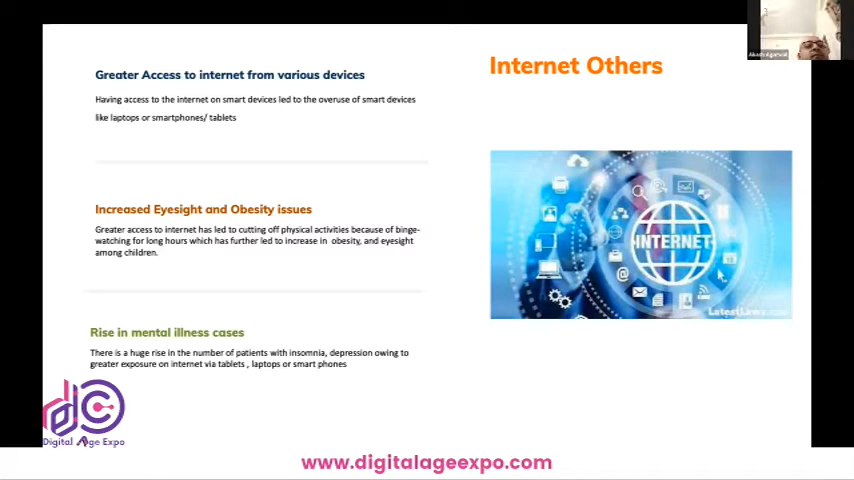 Greater Access to internet from various devices
Having access to the internet on smart devices led to the overuse of smart devices
like laptops or smartphones/ tablets
Increased Eyesight and Obesity issues
Greater access to internet has led to cutting off physical activities because of binge-
watching for long hours which has further led to increase in obesity, and eyesight
among children.
Rise in mental illness cases
There is a huge rise in the number of patients with insomnia, depression owing to
greater exposure on internet via tablets , laptops or smart phones
Internet Others
INTERNET
@
Digital Age Expo
www.digitalageexpo.com